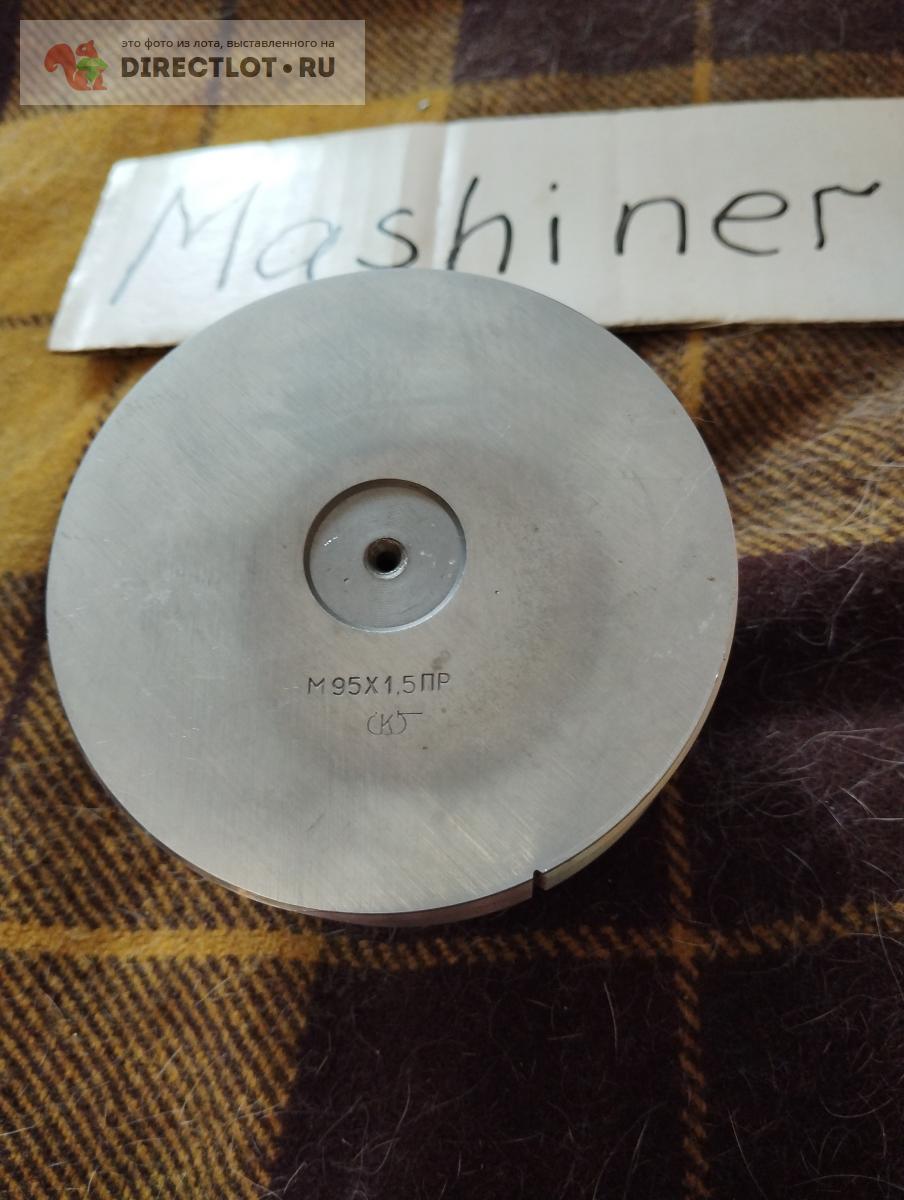 это фото из лота, выставленного на
DIRECTLOT•RU
Mashiner
М95Х1,5ПР